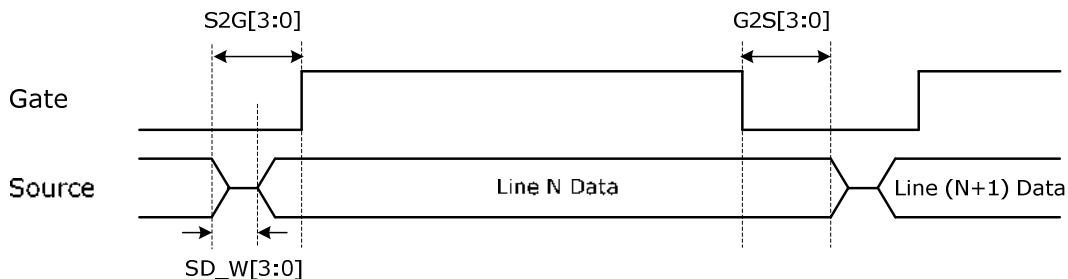 S2G[3:0] G2S[3:0]
Gate
Source Line N Data Line (N+1) Data
SD_W[3:0]